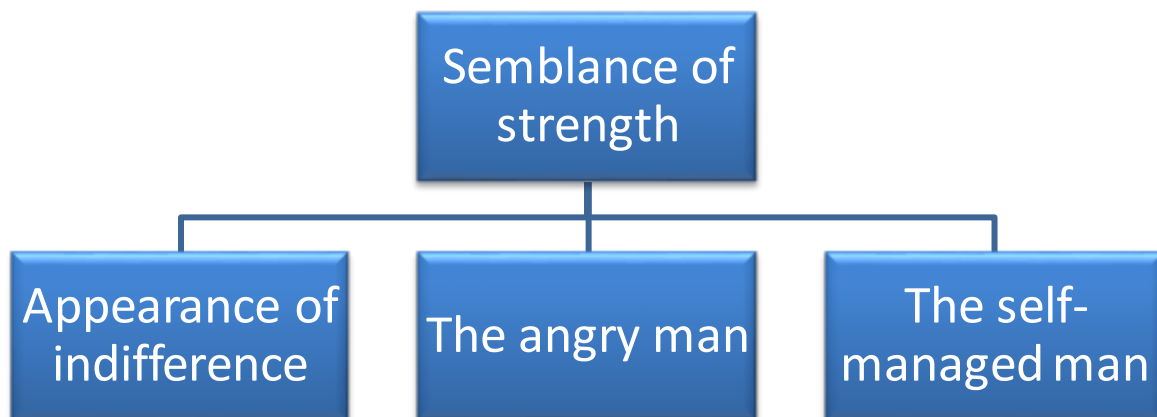 Semblance of
strength
Appearance of
indifference
The angry man
The self-
managed man